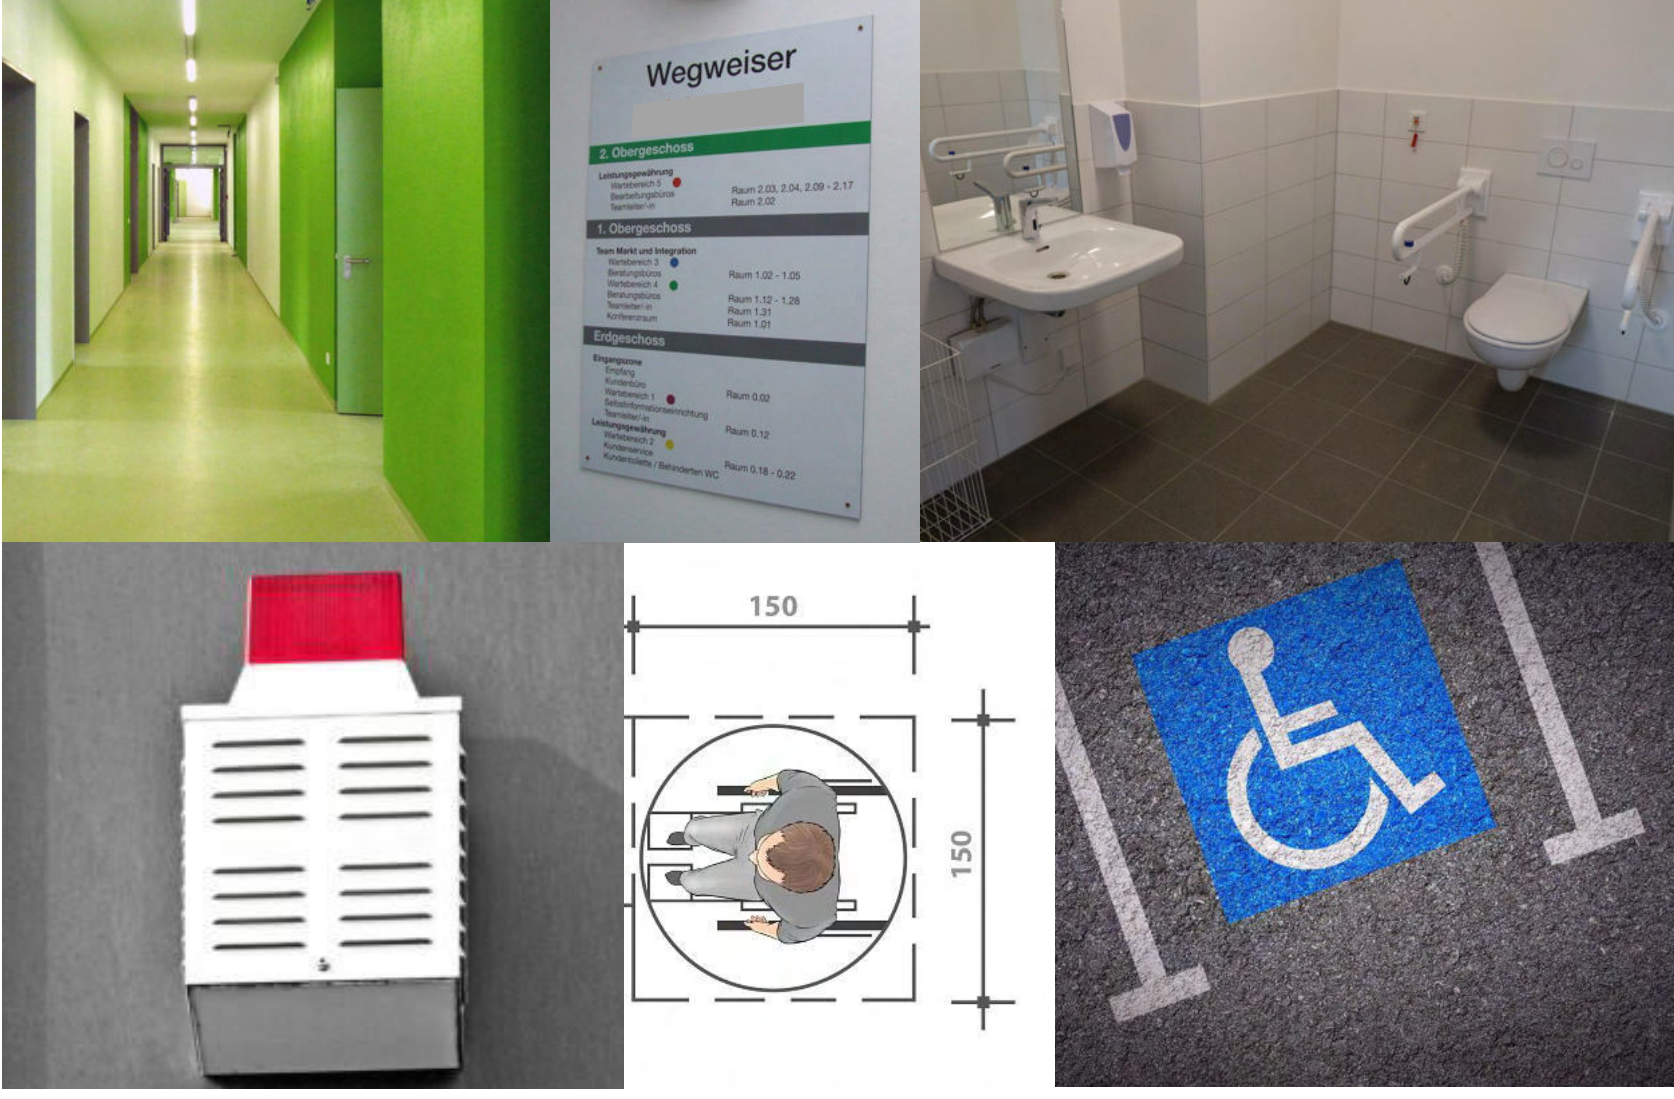 Wegweiser
2. Obergeschoss
Leistungsgewährung
Wartebereich 5
Bearbeitungsbüros Raum 2.03, 2.04, 2.09 - 2.17
Teamleiter/-in Raum 2.02
1. Obergeschoss
Team Markt und Integration
Wartebereich 3
Beratungsbüros Raum 1.02 - 1.05
Wartebereich 4
Beratungsbüros Raum 1.12 - 1.28
Teamleiter/-in Raum 1.31
Konferenzraum Raum 1.01
Erdgeschoss
Eingangszone
Empfang
Kundenbüro
Wartebereich 1 Raum 0.02
Selbstinformationseinrichtung
Teamleiter/-in Raum 0.12
Leistungsgewährung
Wartebereich 2
Kundenservice
Kundentoilette / Behinderten WC Raum 0.18 - 0.22
150
150